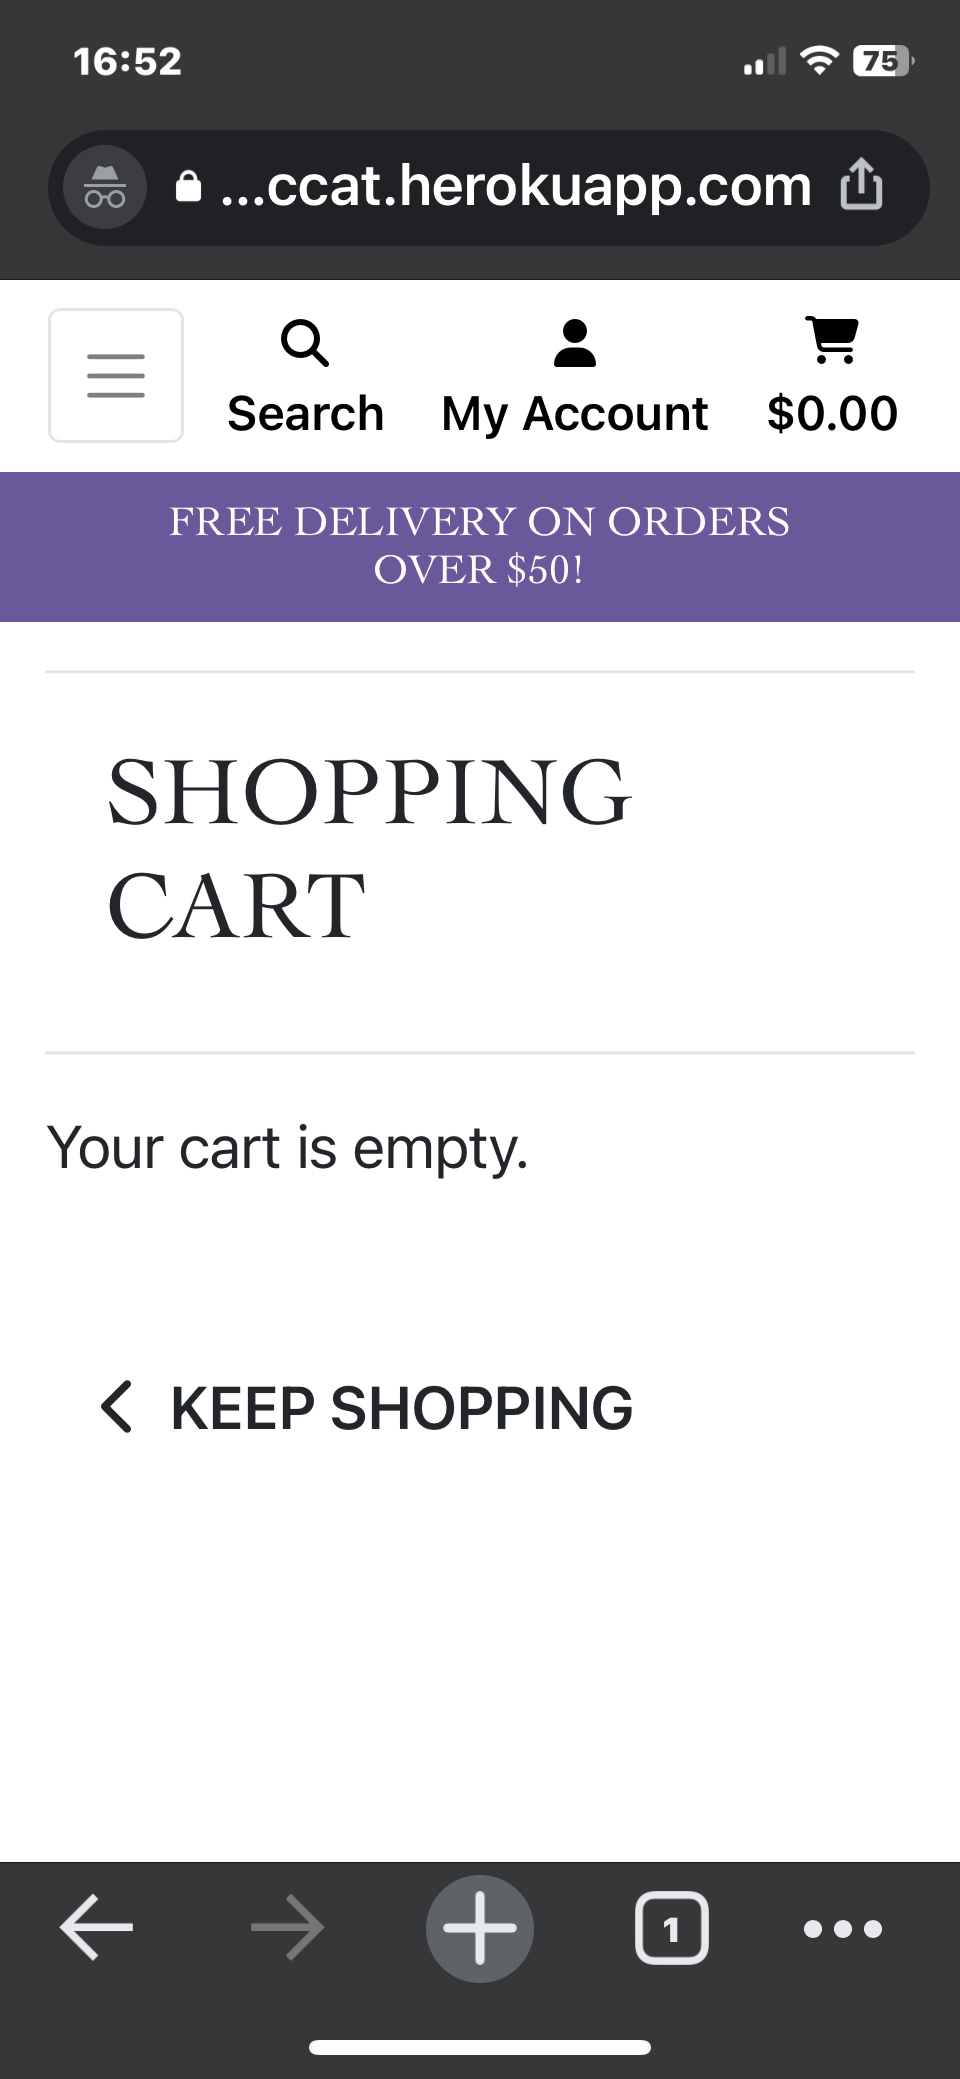 16:52
75
...ccat.herokuapp.com
Search My Account $0.00
FREE DELIVERY ON ORDERS
OVER $50!
SHOPPING
CART
Your cart is empty.
KEEP SHOPPING
1